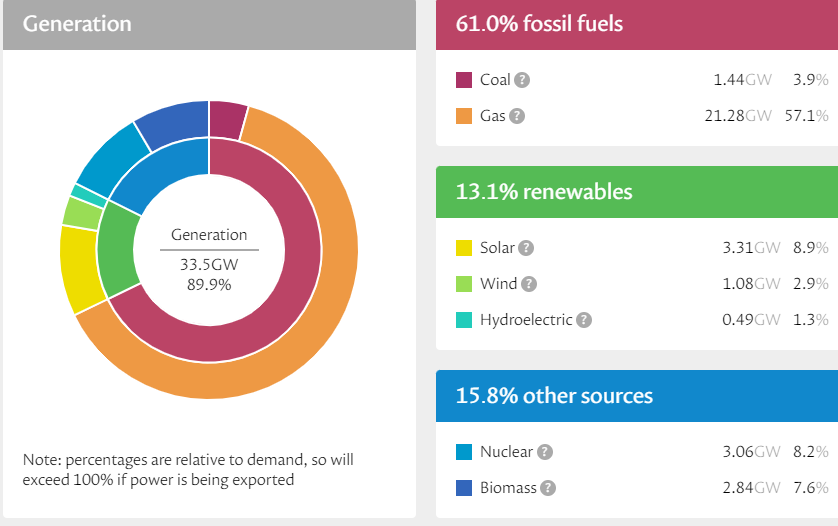 Generation
Generation
33.5GW
89.9%
Note: percentages are relative to demand, so will
exceed 100% if power is being exported
61.0% fossil fuels
Coal ? 1.44GW 3.9%
Gas ? 21.28GW 57.1%
13.1% renewables
Solar ? 3.31GW 8.9%
Wind ? 1.08GW 2.9%
Hydroelectric ? 0.49GW 1.3%
15.8% other sources
Nuclear ? 3.06GW 8.2%
Biomass ? 2.84GW 7.6%